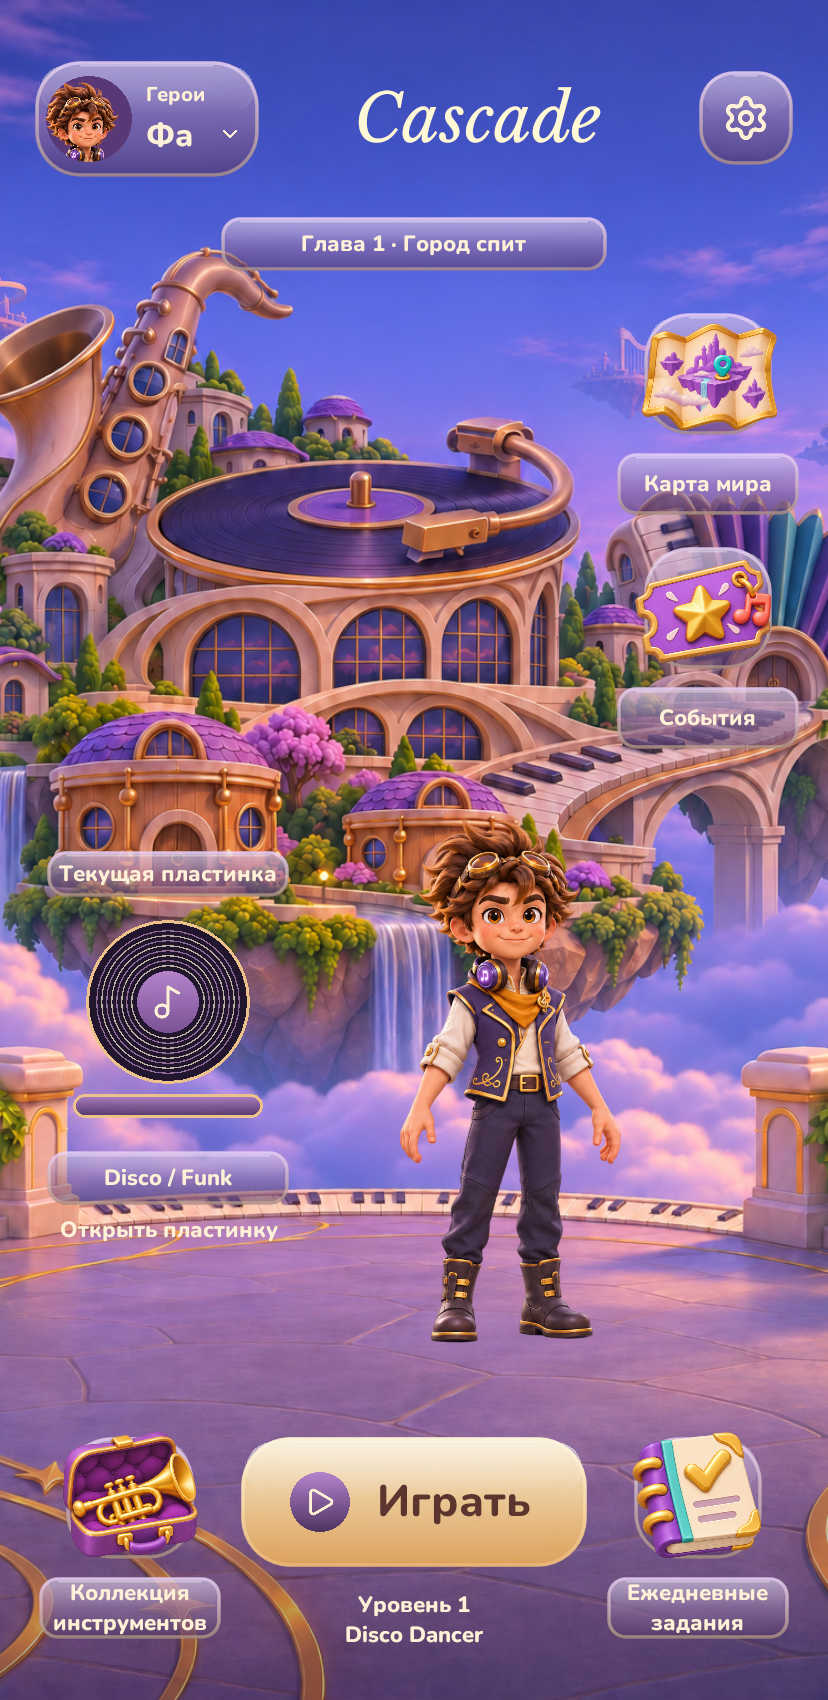 Герои
Фа
Cascade
Глава 1 · Город спит
Карта мира
События
Текущая пластинка
Disco / Funk
Открыть пластинку
Играть
Коллекция
инструментов
Уровень 1
Disco Dancer
Ежедневные
задания